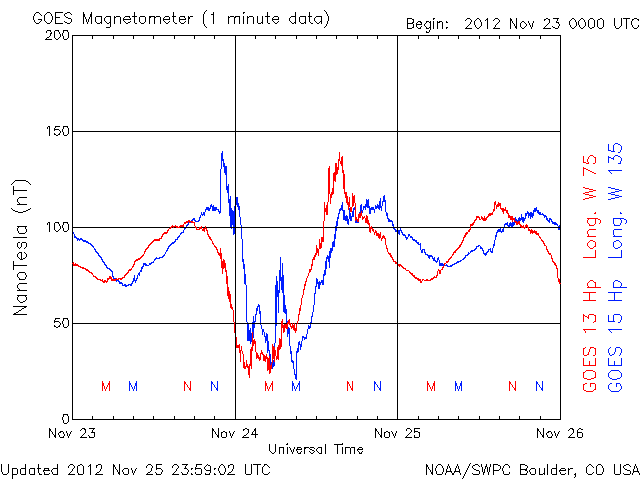 GOES Magnetometer (1 minute data) Begin: 2012 Nov 23 0000 UTC
200
150
100
50
0
NanoTesla (nT)
M M N N M M N N M M N N
Nov 23 Nov 24 Nov 25 Nov 26
Universal Time
Updated 2012 Nov 25 23:59:02 UTC NOAA/SWPC Boulder, CO USA
GOES 13 Hp Long. W 75
GOES 15 Hp Long. W 135